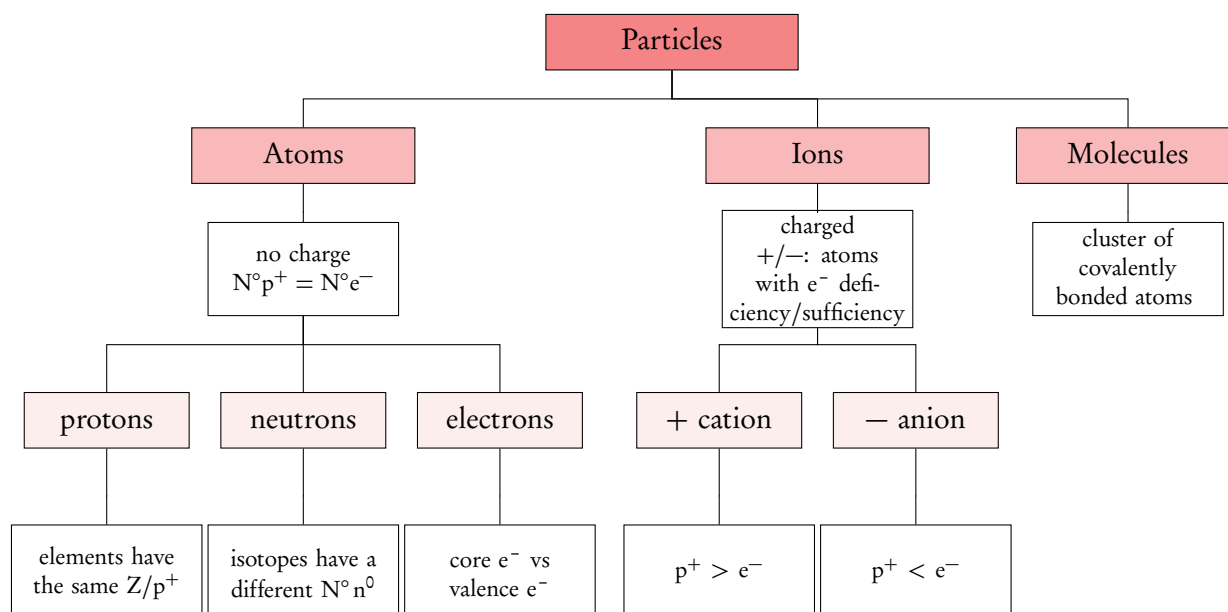 Particles
Atoms
Ions
Molecules
no charge
N°p⁺ = N°e⁻
charged
+/−: atoms
with e⁻ defi-
ciency/sufficiency
cluster of
covalently
bonded atoms
protons
neutrons
electrons
+ cation
− anion
elements have
the same Z/p⁺
isotopes have a
different N° n⁰
core e⁻ vs
valence e⁻
p⁺ > e⁻
p⁺ < e⁻